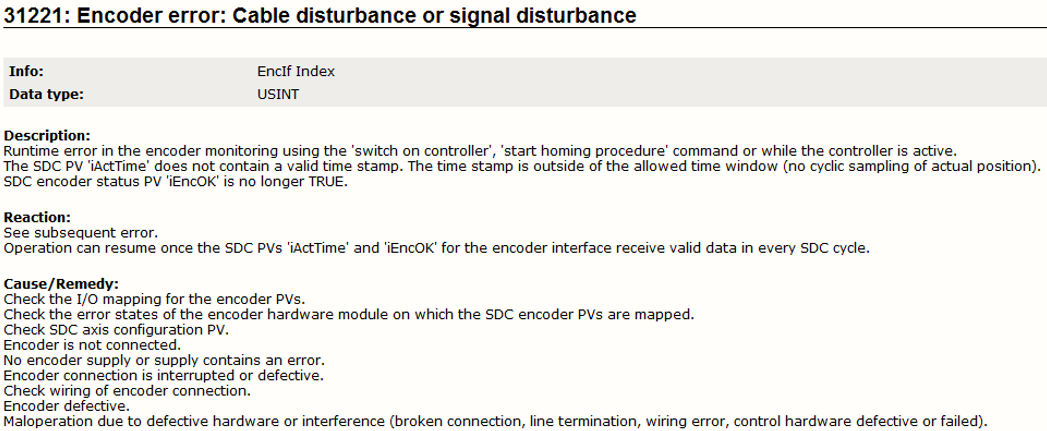 31221: Encoder error: Cable disturbance or signal disturbance
Info: EncIf Index
Data type: USINT
Description:
Runtime error in the encoder monitoring using the 'switch on controller', 'start homing procedure' command or while the controller is active.
The SDC PV 'iActTime' does not contain a valid time stamp. The time stamp is outside of the allowed time window (no cyclic sampling of actual position).
SDC encoder status PV 'iEncOK' is no longer TRUE.
Reaction:
See subsequent error.
Operation can resume once the SDC PVs 'iActTime' and 'iEncOK' for the encoder interface receive valid data in every SDC cycle.
Cause/Remedy:
Check the I/O mapping for the encoder PVs.
Check the error states of the encoder hardware module on which the SDC encoder PVs are mapped.
Check SDC axis configuration PV.
Encoder is not connected.
No encoder supply or supply contains an error.
Encoder connection is interrupted or defective.
Check wiring of encoder connection.
Encoder defective.
Maloperation due to defective hardware or interference (broken connection, line termination, wiring error, control hardware defective or failed).